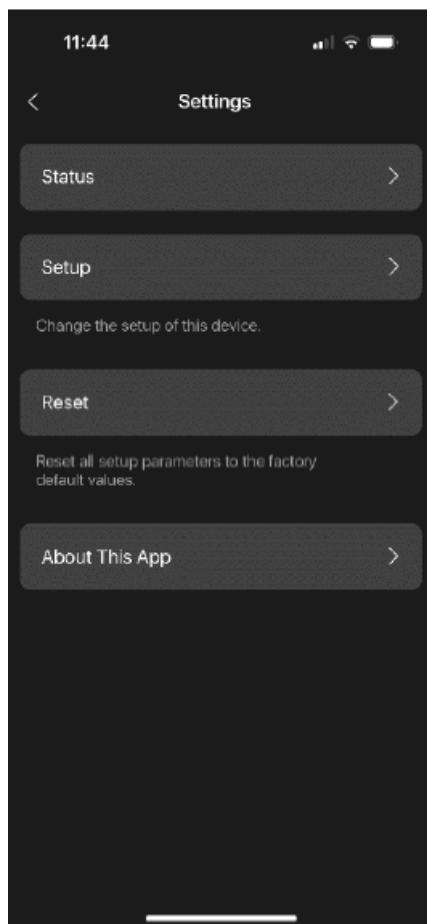 11:44
Settings
Status
Setup
Change the setup of this device.
Reset
Reset all setup parameters to the factory
default values.
About This App